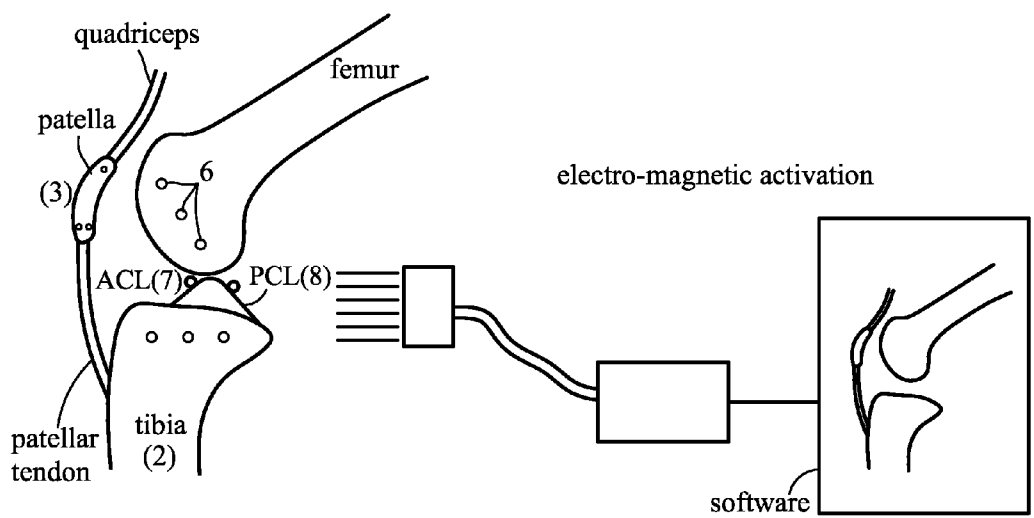 quadriceps
femur
patella
(3)
6
electro-magnetic activation
ACL(7)
PCL(8)
tibia
(2)
patellar
tendon
software